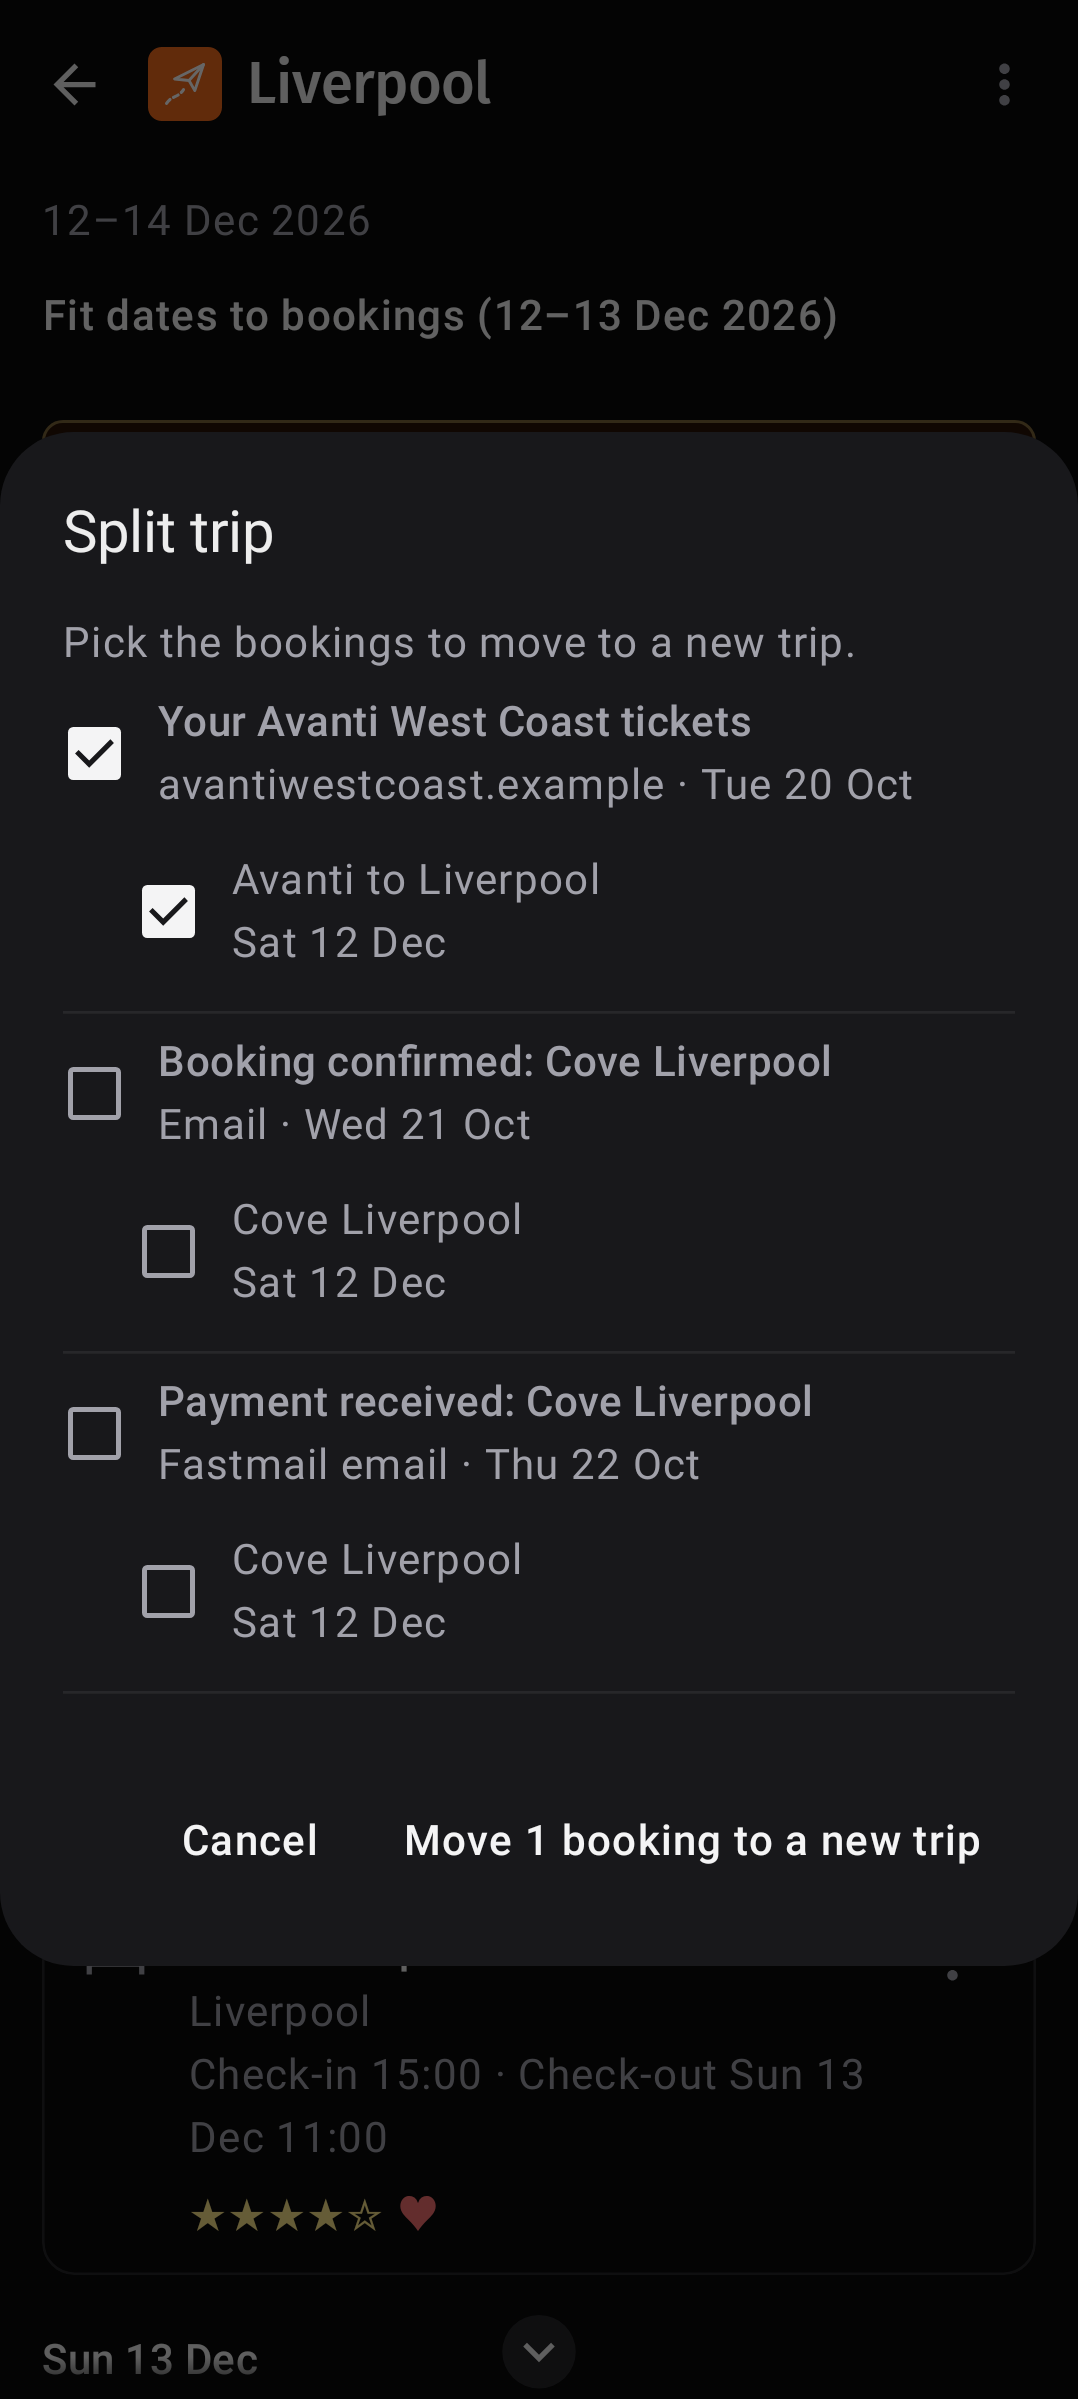 Liverpool
12–14 Dec 2026
Fit dates to bookings (12–13 Dec 2026)
Split trip
Pick the bookings to move to a new trip.
Your Avanti West Coast tickets
avantiwestcoast.example · Tue 20 Oct
Avanti to Liverpool
Sat 12 Dec
Booking confirmed: Cove Liverpool
Email · Wed 21 Oct
Cove Liverpool
Sat 12 Dec
Payment received: Cove Liverpool
Fastmail email · Thu 22 Oct
Cove Liverpool
Sat 12 Dec
Cancel
Move 1 booking to a new trip
Liverpool
Check-in 15:00 · Check-out Sun 13
Dec 11:00
★★★★☆ ♥
Sun 13 Dec